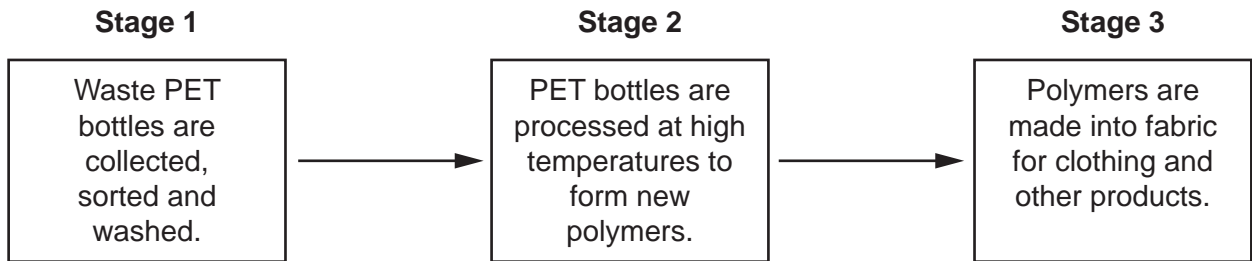 Stage 1
Stage 2
Stage 3
Waste PET
bottles are
collected,
sorted and
washed.
PET bottles are
processed at high
temperatures to
form new
polymers.
Polymers are
made into fabric
for clothing and
other products.